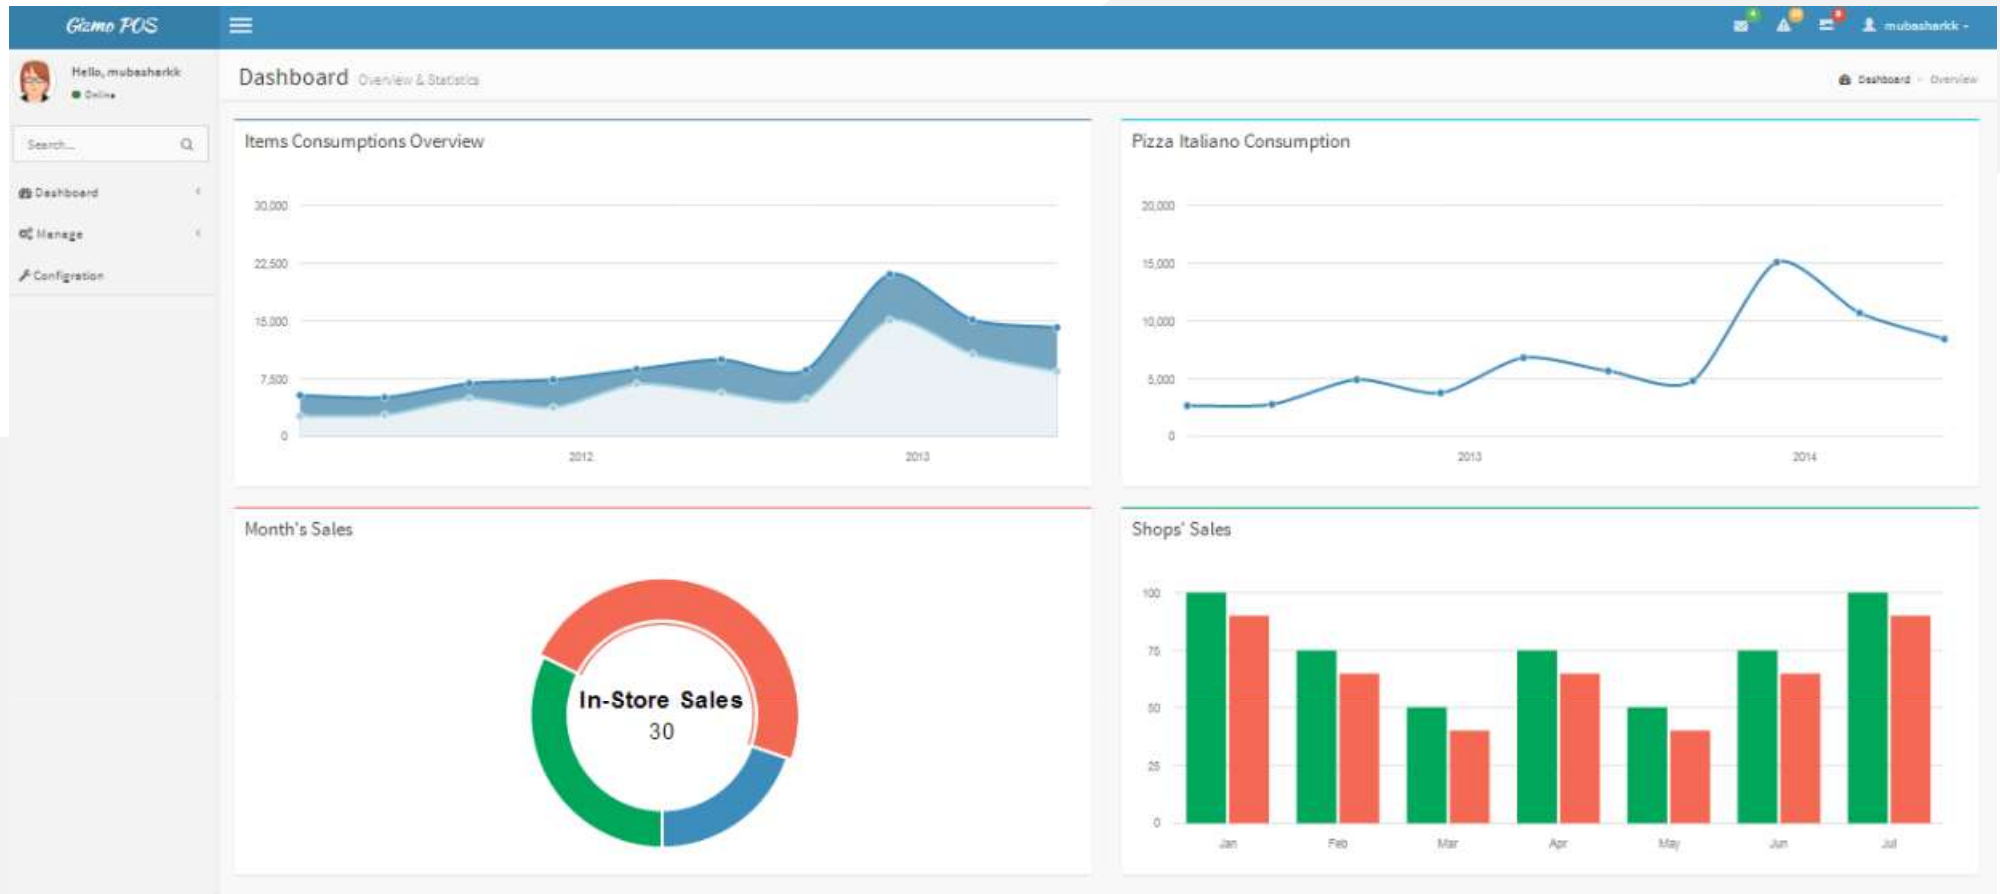 Gizmo POS
mubasharkk
Hello, mubasharkk
Online
Search...
Dashboard
Manage
Configration
Dashboard Overview & Statistics
Dashboard > Overview
Items Consumptions Overview
30,000
22,500
15,000
7,500
0
2012
2013
Pizza Italiano Consumption
20,000
15,000
10,000
5,000
0
2013
2014
Month's Sales
In-Store Sales
30
Shops' Sales
100
75
50
25
0
Jan Feb Mar Apr May Jun Jul